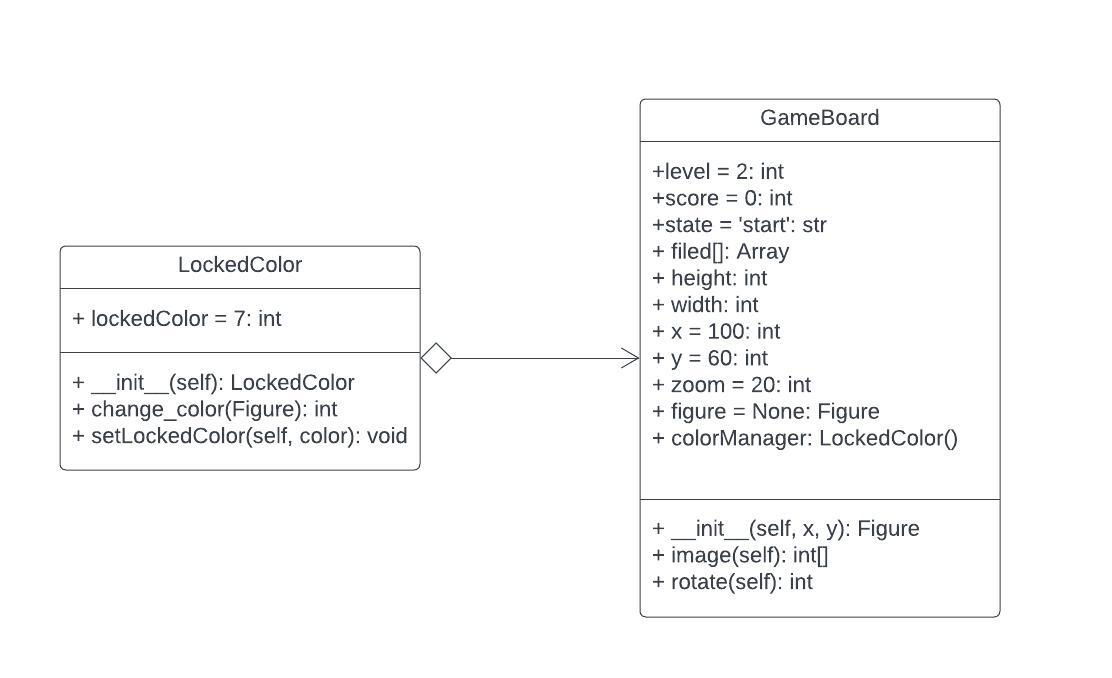 LockedColor
+ lockedColor = 7: int
+ __init__(self): LockedColor
+ change_color(Figure): int
+ setLockedColor(self, color): void
GameBoard
+level = 2: int
+score = 0: int
+state = 'start': str
+ filed[]: Array
+ height: int
+ width: int
+ x = 100: int
+ y = 60: int
+ zoom = 20: int
+ figure = None: Figure
+ colorManager: LockedColor()
+ __init__(self, x, y): Figure
+ image(self): int[]
+ rotate(self): int